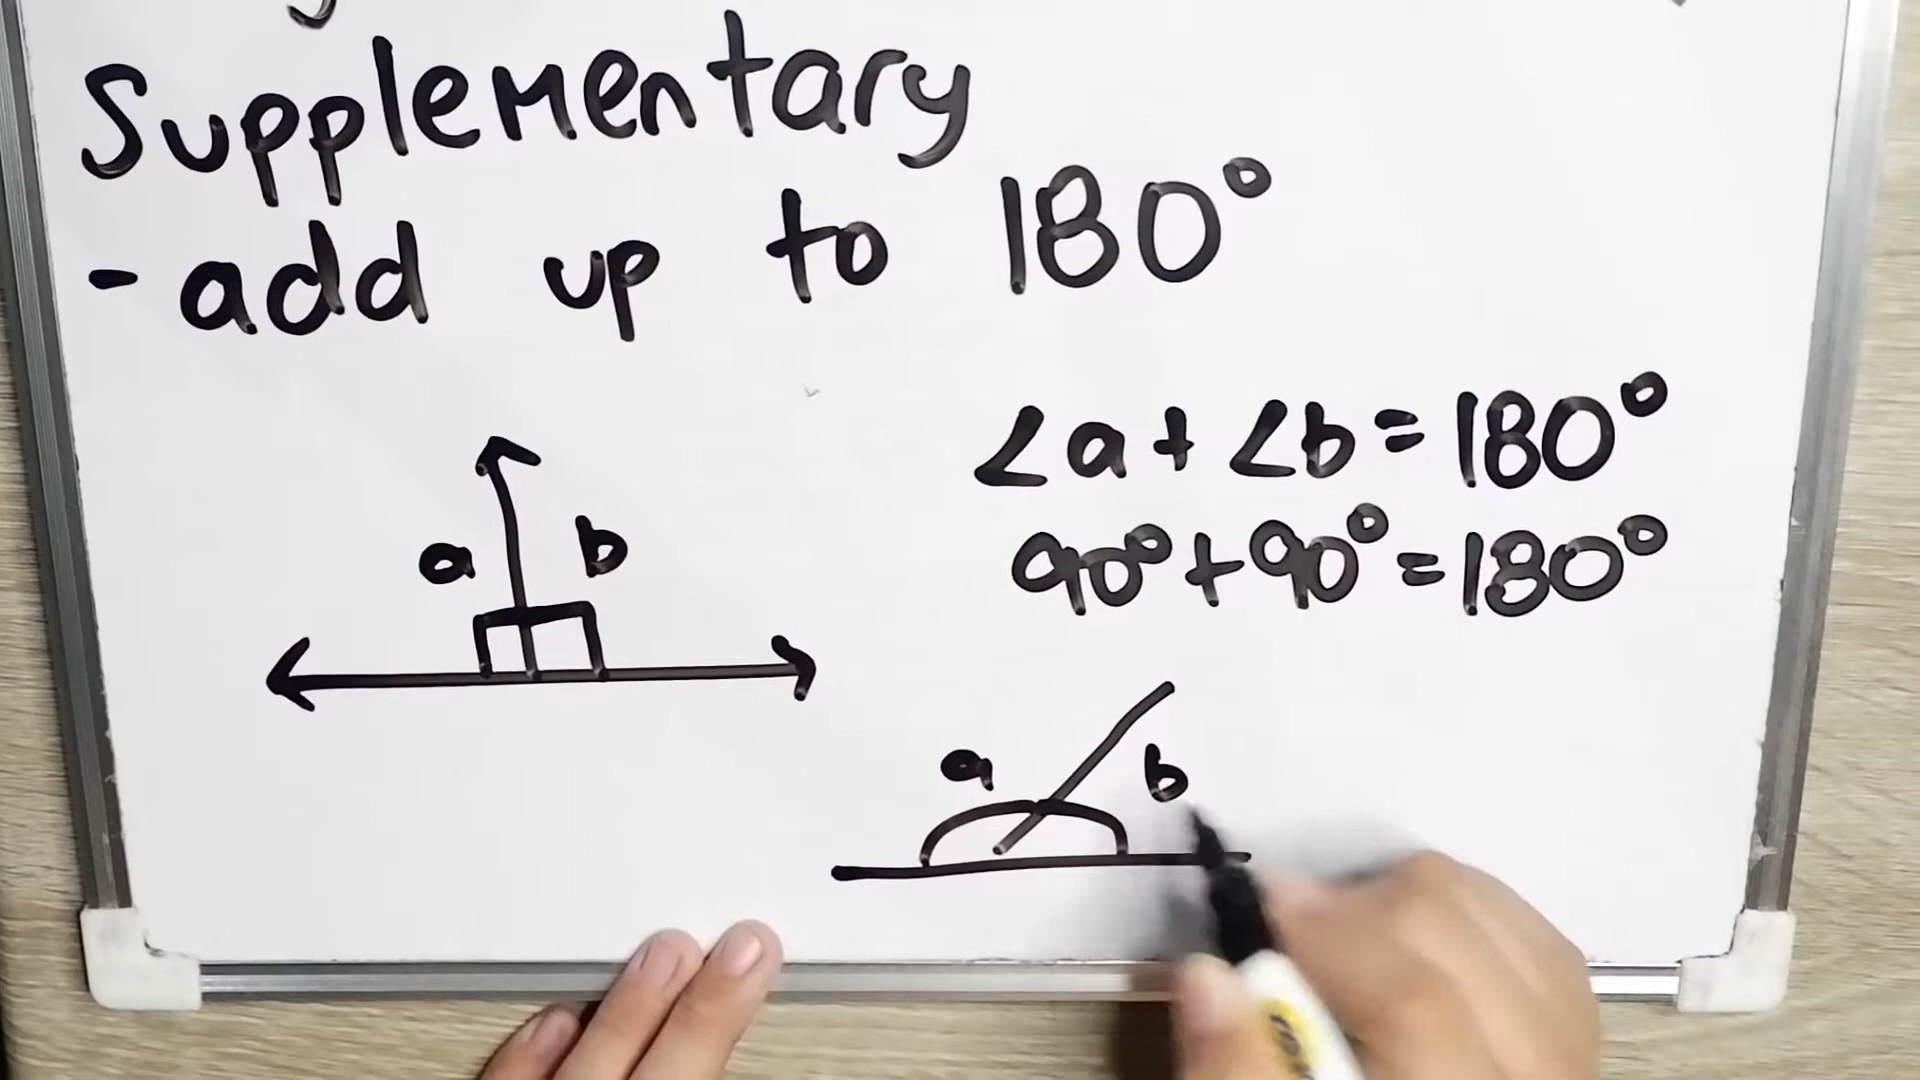 Supplementary
- add up to 180°
∠a + ∠b = 180°
90° + 90° = 180°
a b
a b